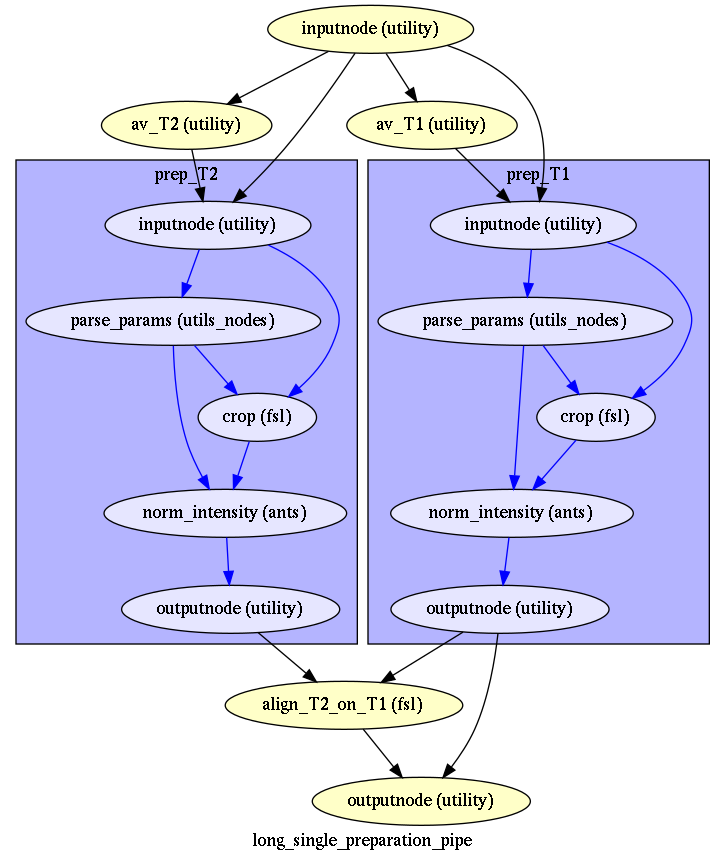 inputnode (utility)
av_T2 (utility)
av_T1 (utility)
prep_T2
prep_T1
inputnode (utility)
inputnode (utility)
parse_params (utils_nodes)
parse_params (utils_nodes)
crop (fsl)
crop (fsl)
norm_intensity (ants)
norm_intensity (ants)
outputnode (utility)
outputnode (utility)
align_T2_on_T1 (fsl)
outputnode (utility)
long_single_preparation_pipe